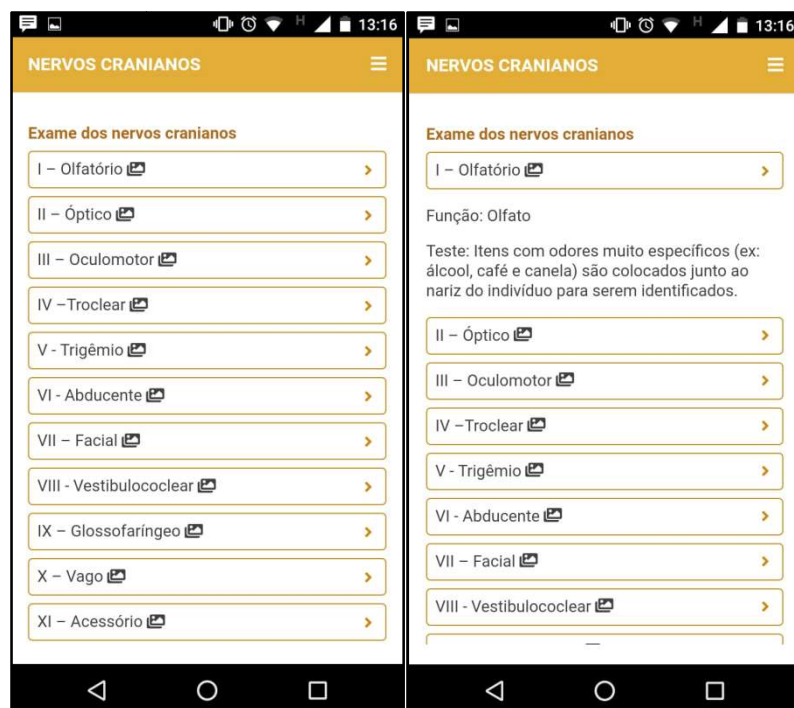 H 13:16
NERVOS CRANIANOS
Exame dos nervos cranianos
I – Olfatório
II – Óptico
III – Oculomotor
IV –Troclear
V - Trigêmio
VI - Abducente
VII – Facial
VIII - Vestibulococlear
IX – Glossofaríngeo
X – Vago
XI – Acessório
H 13:16
NERVOS CRANIANOS
Exame dos nervos cranianos
I – Olfatório
Função: Olfato
Teste: Itens com odores muito específicos (ex:
álcool, café e canela) são colocados junto ao
nariz do indivíduo para serem identificados.
II – Óptico
III – Oculomotor
IV –Troclear
V - Trigêmio
VI - Abducente
VII – Facial
VIII - Vestibulococlear